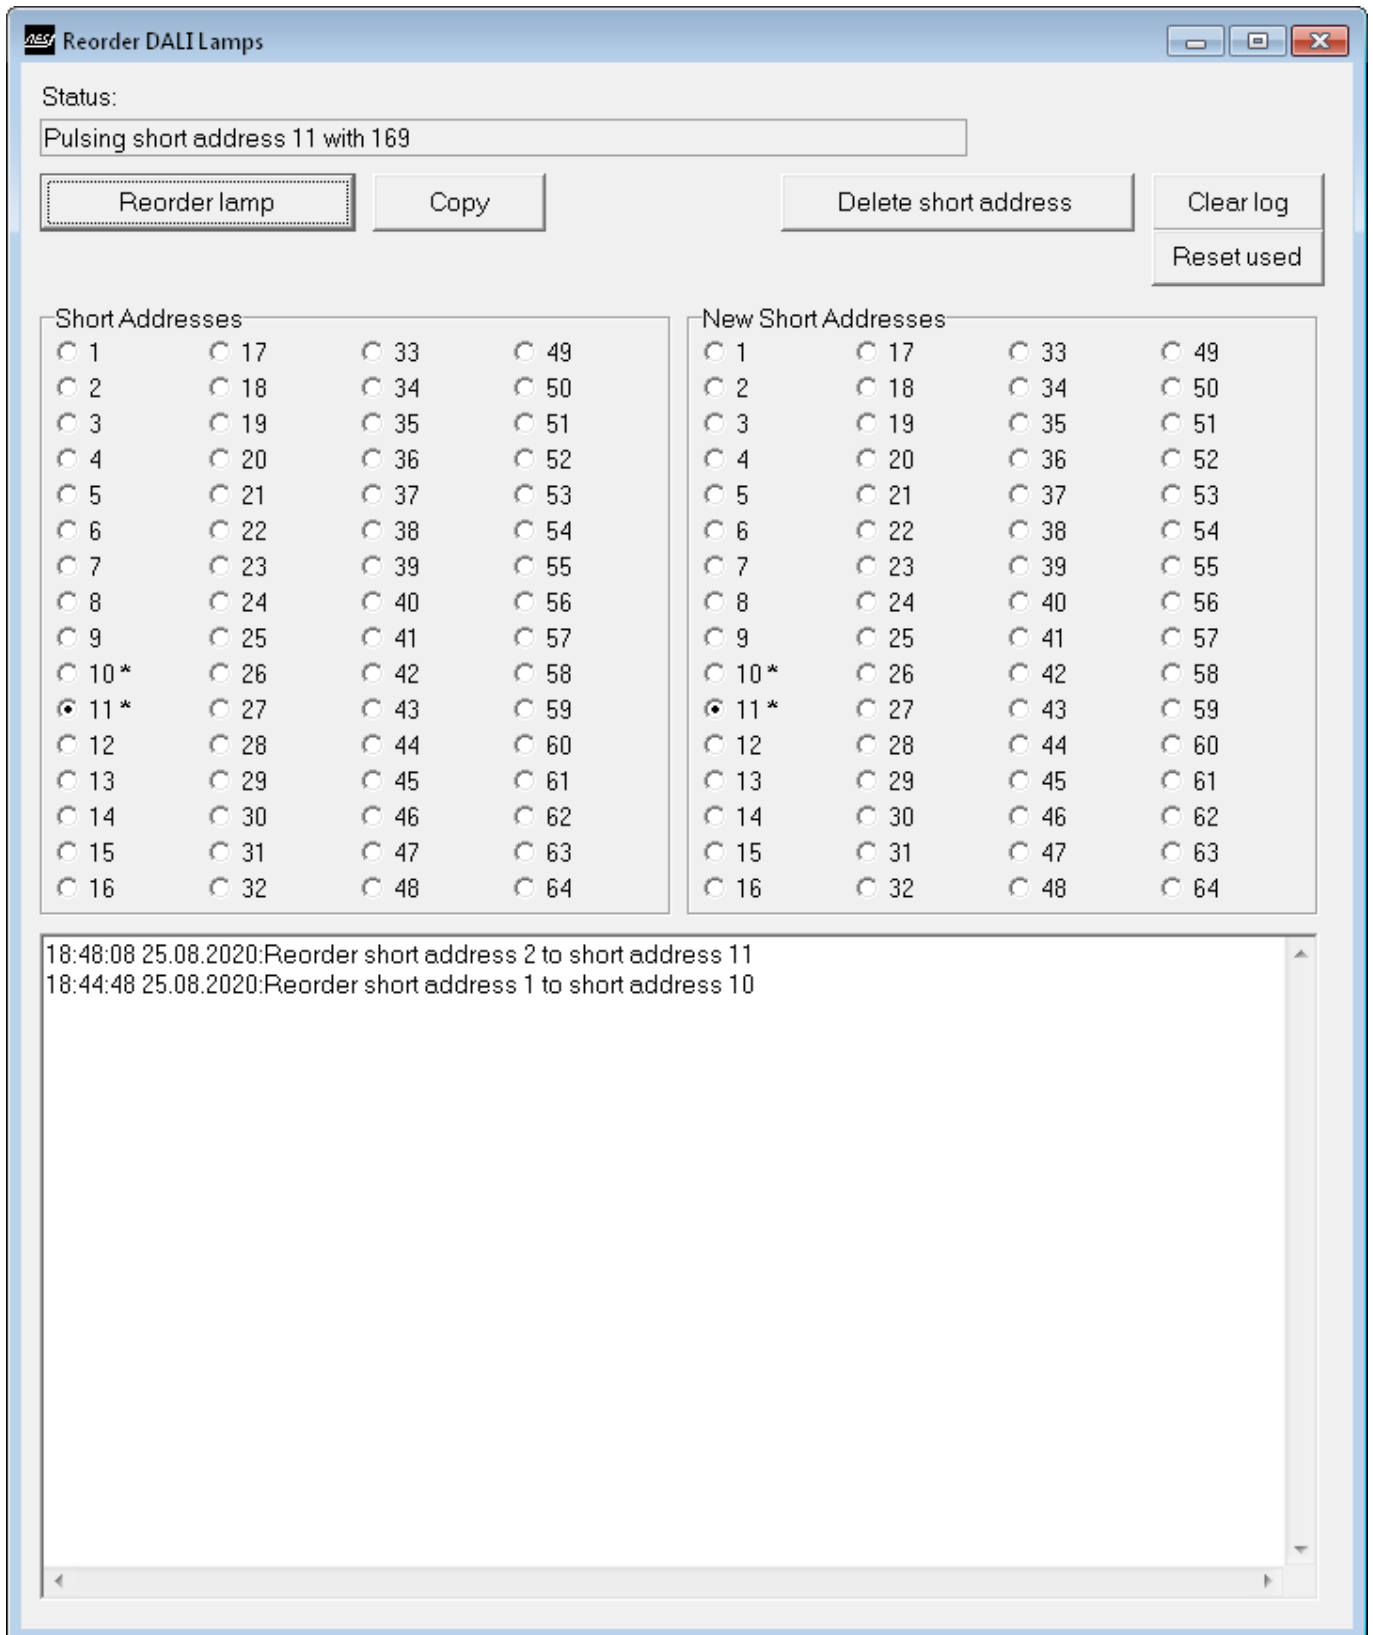 Reorder DALI Lamps
Status:
Pulsing short address 11 with 169
Reorder lamp Copy Delete short address Clear log
Reset used
Short Addresses New Short Addresses
1 17 33 49 1 17 33 49
2 18 34 50 2 18 34 50
3 19 35 51 3 19 35 51
4 20 36 52 4 20 36 52
5 21 37 53 5 21 37 53
6 22 38 54 6 22 38 54
7 23 39 55 7 23 39 55
8 24 40 56 8 24 40 56
9 25 41 57 9 25 41 57
10 * 26 42 58 10 * 26 42 58
11 * 27 43 59 11 * 27 43 59
12 28 44 60 12 28 44 60
13 29 45 61 13 29 45 61
14 30 46 62 14 30 46 62
15 31 47 63 15 31 47 63
16 32 48 64 16 32 48 64
18:48:08 25.08.2020:Reorder short address 2 to short address 11
18:44:48 25.08.2020:Reorder short address 1 to short address 10